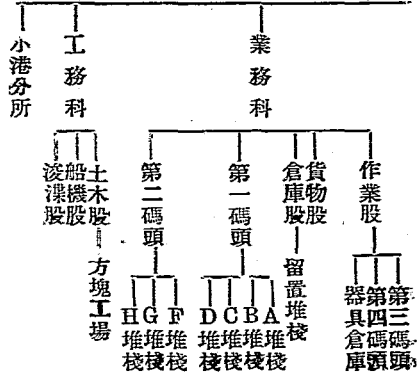 業務科
工務科
小港分所
作業股
貨物股
倉庫股
第一碼頭
第二碼頭
土木股
船機股
浚渫股
第三碼頭
第四碼頭
器具倉庫
留置堆棧
A堆棧
B堆棧
C堆棧
D堆棧
F堆棧
G堆棧
H堆棧
方塊工場